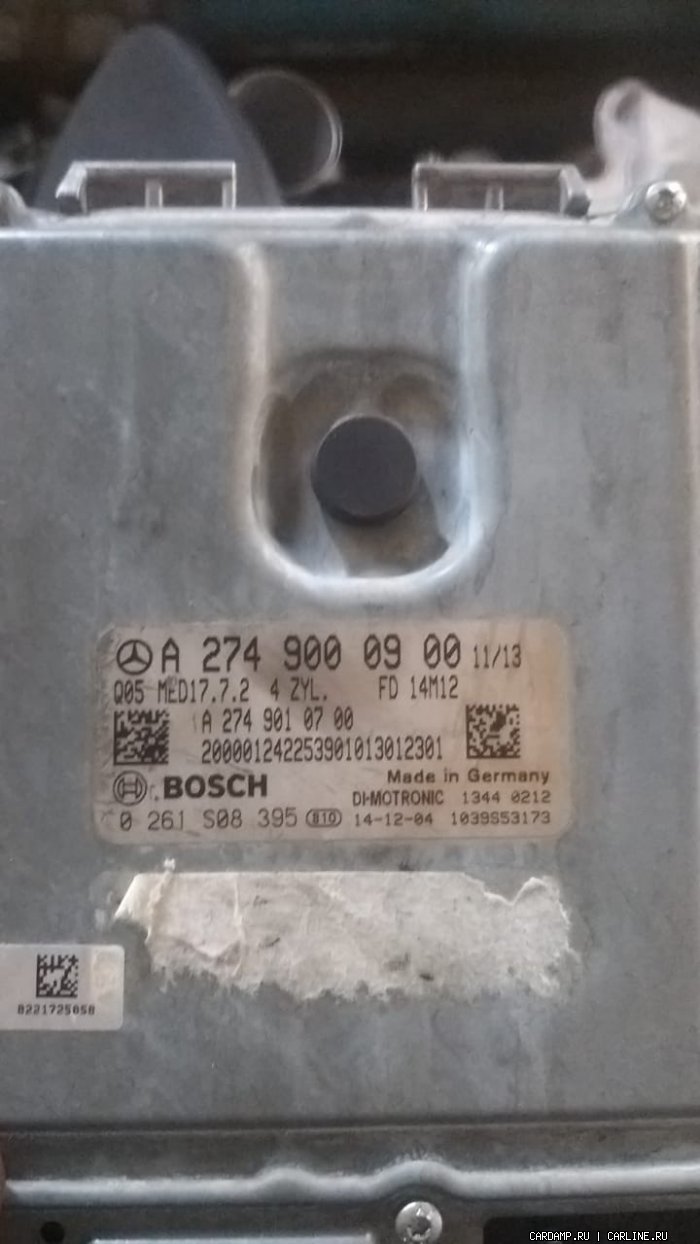 A 274 900 09 00 11/13
Q05 MED17.7.2 4 ZYL. FD 14M12
A 274 901 07 00
20000124225390101301 2301
BOSCH
Made in Germany
DI-MOTRONIC 1344 0212
0 261 S08 395 B10 14-12-04 1039S53173
8221725058
CARDAMP.RU | CARLINE.RU